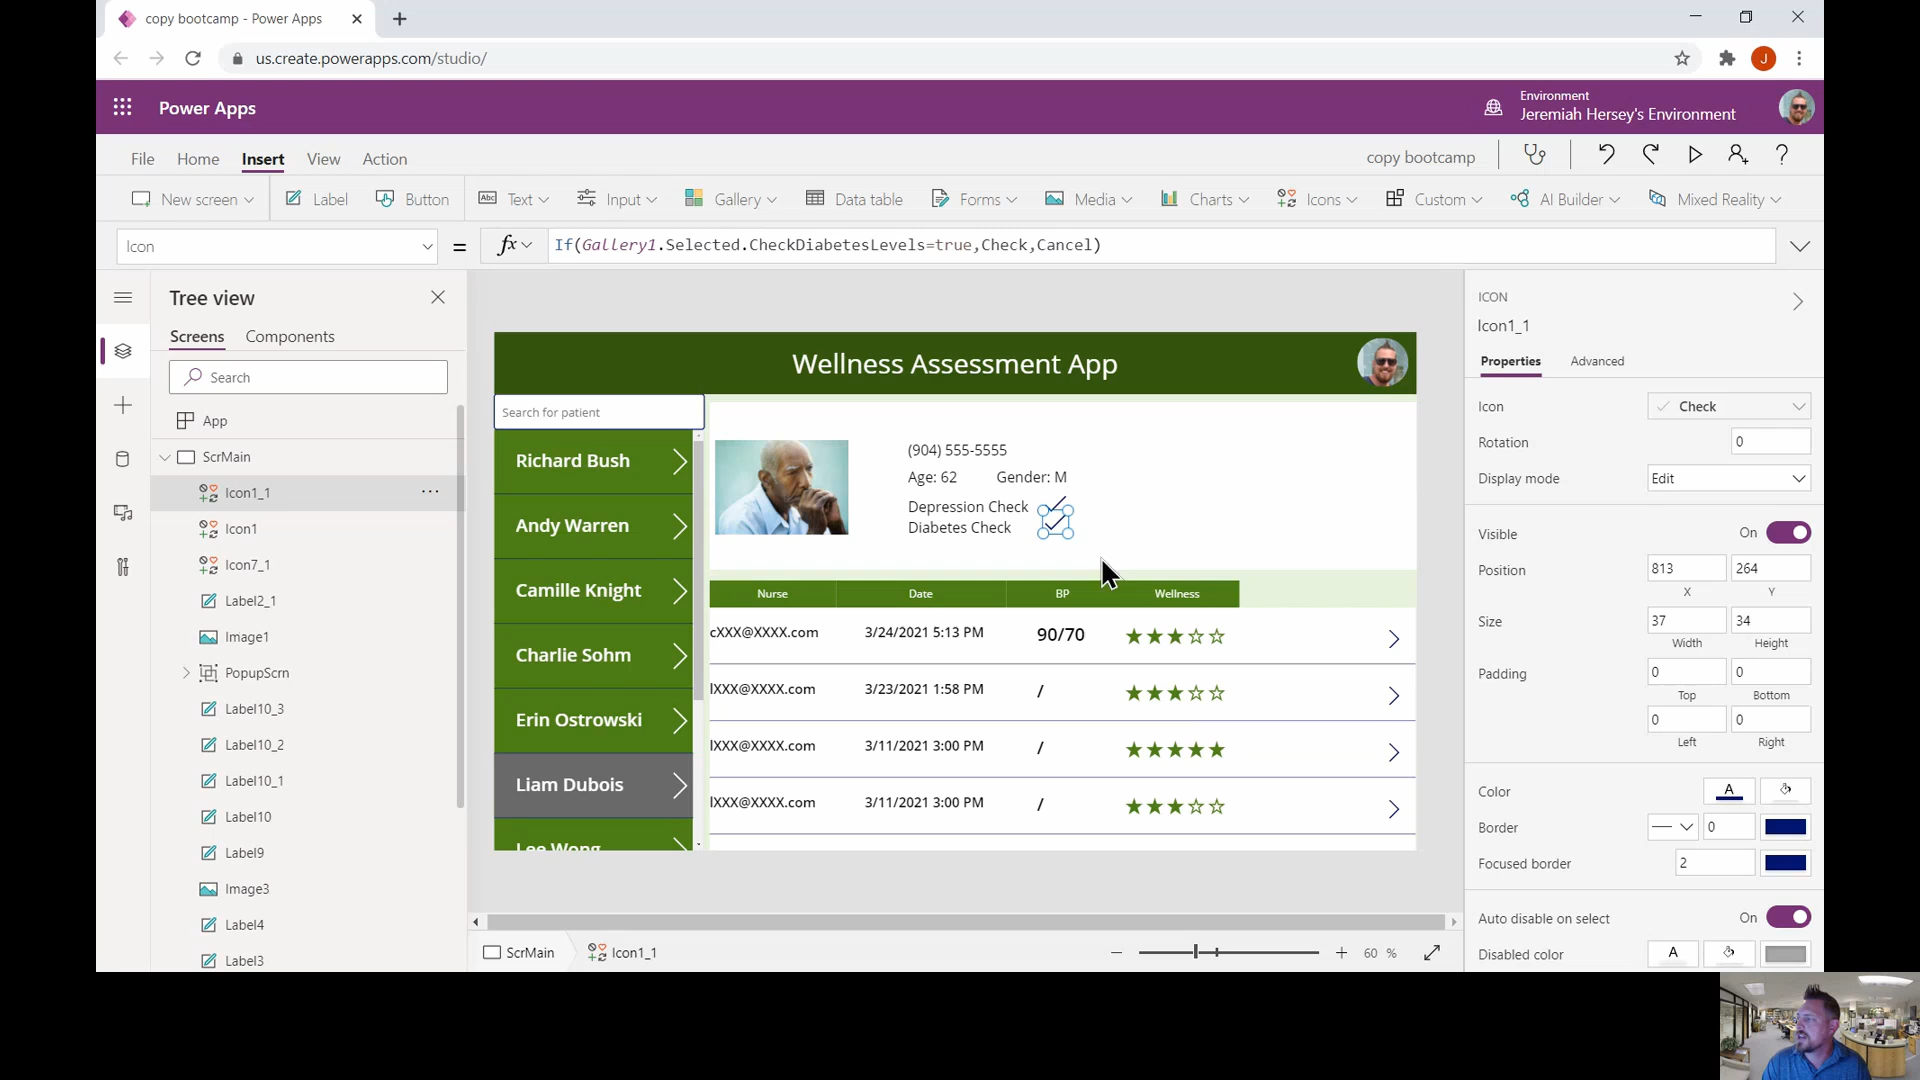 copy bootcamp - Power Apps
us.create.powerapps.com/studio/
J
Power Apps
Environment
Jeremiah Hersey's Environment
File Home Insert View Action
copy bootcamp
New screen Label Button Text Input Gallery Data table Forms Media Charts Icons Custom AI Builder Mixed Reality
Icon = fx If(Gallery1.Selected.CheckDiabetesLevels=true,Check,Cancel)
Tree view
Screens Components
Search
App
ScrMain
Icon1_1
Icon1
Icon7_1
Label2_1
Image1
PopupScrn
Label10_3
Label10_2
Label10_1
Label10
Label9
Image3
Label4
Label3
Wellness Assessment App
Search for patient
Richard Bush
Andy Warren
Camille Knight
Charlie Sohm
Erin Ostrowski
Liam Dubois
Lee Wong
(904) 555-5555
Age: 62 Gender: M
Depression Check
Diabetes Check
Nurse Date BP Wellness
cXXX@XXXX.com 3/24/2021 5:13 PM 90/70
lXXX@XXXX.com 3/23/2021 1:58 PM /
lXXX@XXXX.com 3/11/2021 3:00 PM /
lXXX@XXXX.com 3/11/2021 3:00 PM /
ScrMain Icon1_1
60 %
ICON
Icon1_1
Properties Advanced
Icon Check
Rotation 0
Display mode Edit
Visible On
Position 813 264
X Y
Size 37 34
Width Height
Padding 0 0
Top Bottom
0 0
Left Right
Color A
Border 0
Focused border 2
Auto disable on select On
Disabled color A